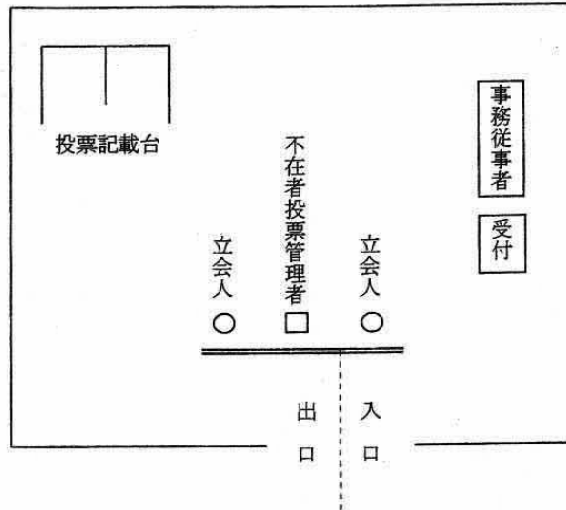 投票記載台
不在者投票管理者
立会人
立会人
事務従事者
受付
出口
入口